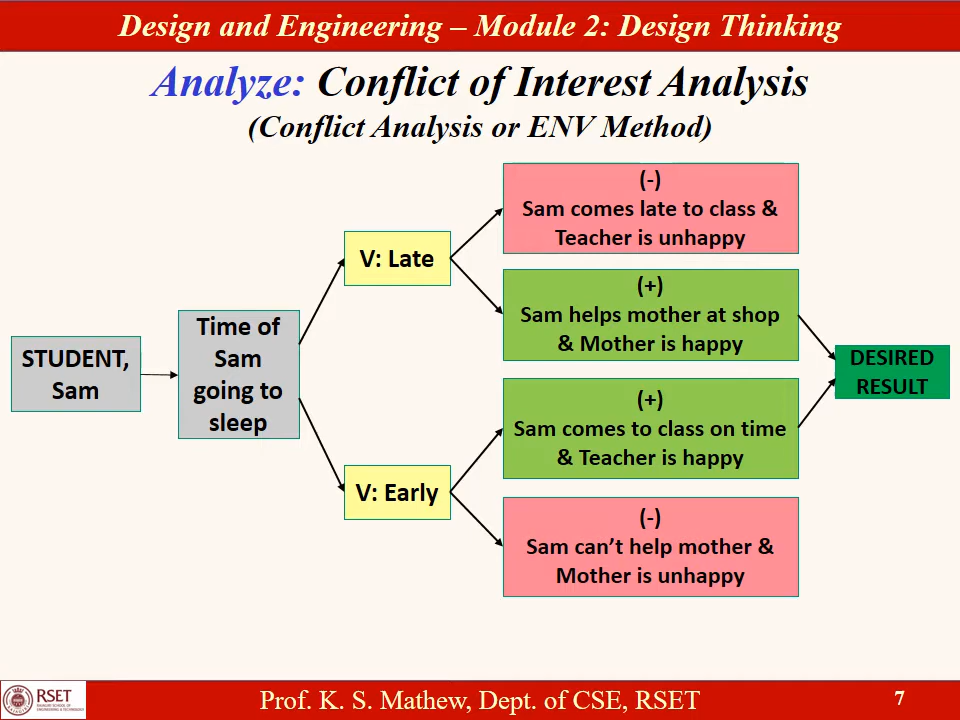 Design and Engineering – Module 2: Design Thinking
Analyze: Conflict of Interest Analysis
(Conflict Analysis or ENV Method)
STUDENT,
Sam
Time of
Sam
going to
sleep
V: Late
V: Early
(-)
Sam comes late to class &
Teacher is unhappy
(+)
Sam helps mother at shop
& Mother is happy
(+)
Sam comes to class on time
& Teacher is happy
(-)
Sam can’t help mother &
Mother is unhappy
DESIRED
RESULT
RSET
Prof. K. S. Mathew, Dept. of CSE, RSET
7